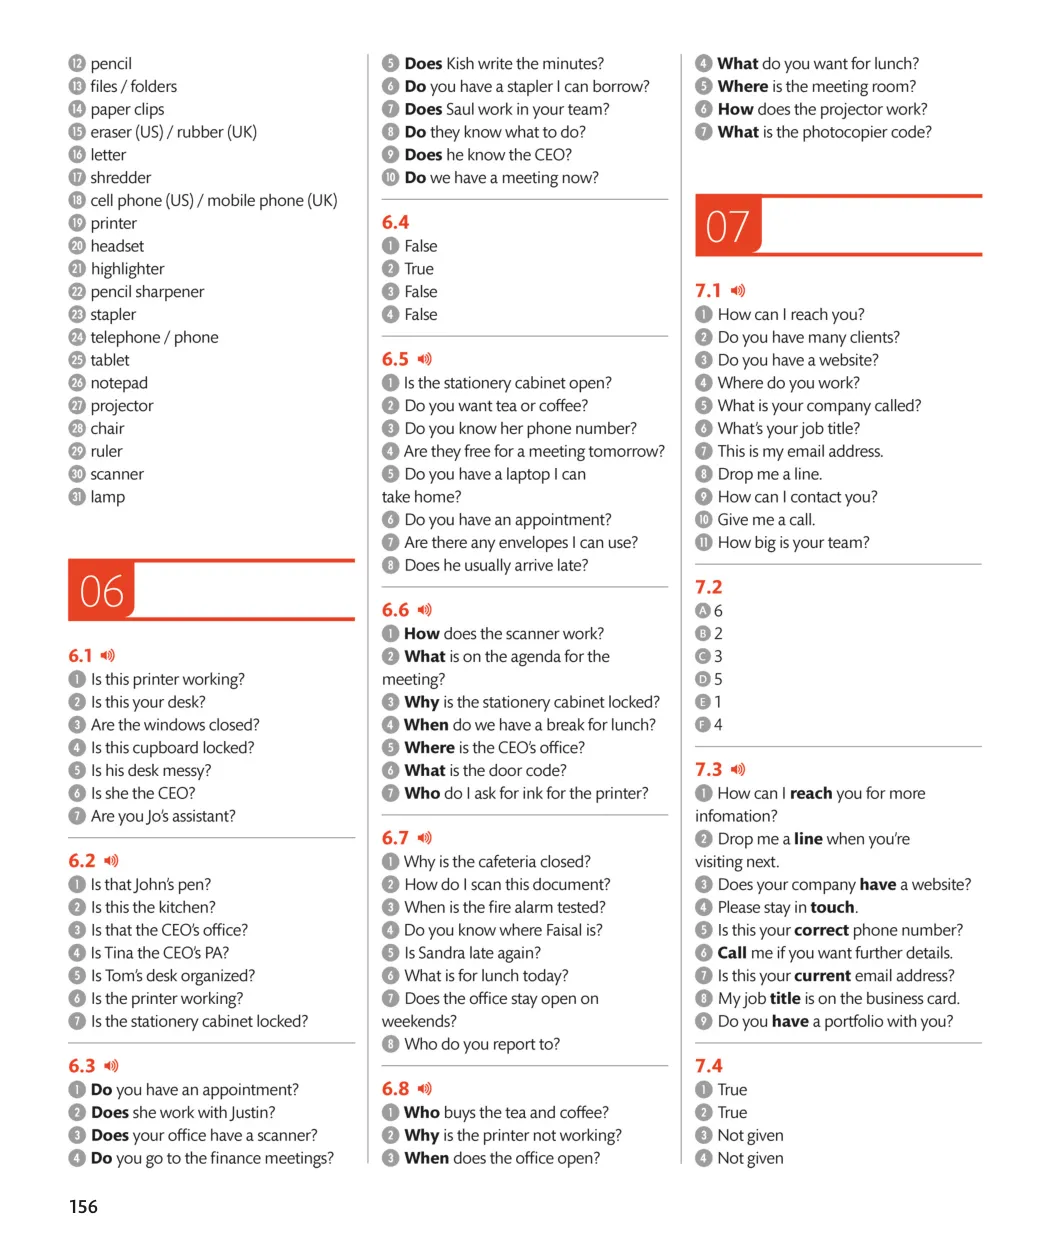 12 pencil
13 files / folders
14 paper clips
15 eraser (US) / rubber (UK)
16 letter
17 shredder
18 cell phone (US) / mobile phone (UK)
19 printer
20 headset
21 highlighter
22 pencil sharpener
23 stapler
24 telephone / phone
25 tablet
26 notepad
27 projector
28 chair
29 ruler
30 scanner
31 lamp
06
6.1
1 Is this printer working?
2 Is this your desk?
3 Are the windows closed?
4 Is this cupboard locked?
5 Is his desk messy?
6 Is she the CEO?
7 Are you Jo's assistant?
6.2
1 Is that John's pen?
2 Is this the kitchen?
3 Is that the CEO's office?
4 Is Tina the CEO's PA?
5 Is Tom's desk organized?
6 Is the printer working?
7 Is the stationery cabinet locked?
6.3
1 Do you have an appointment?
2 Does she work with Justin?
3 Does your office have a scanner?
4 Do you go to the finance meetings?
5 Does Kish write the minutes?
6 Do you have a stapler I can borrow?
7 Does Saul work in your team?
8 Do they know what to do?
9 Does he know the CEO?
10 Do we have a meeting now?
6.4
1 False
2 True
3 False
4 False
6.5
1 Is the stationery cabinet open?
2 Do you want tea or coffee?
3 Do you know her phone number?
4 Are they free for a meeting tomorrow?
5 Do you have a laptop I can
take home?
6 Do you have an appointment?
7 Are there any envelopes I can use?
8 Does he usually arrive late?
6.6
1 How does the scanner work?
2 What is on the agenda for the
meeting?
3 Why is the stationery cabinet locked?
4 When do we have a break for lunch?
5 Where is the CEO's office?
6 What is the door code?
7 Who do I ask for ink for the printer?
6.7
1 Why is the cafeteria closed?
2 How do I scan this document?
3 When is the fire alarm tested?
4 Do you know where Faisal is?
5 Is Sandra late again?
6 What is for lunch today?
7 Does the office stay open on
weekends?
8 Who do you report to?
6.8
1 Who buys the tea and coffee?
2 Why is the printer not working?
3 When does the office open?
4 What do you want for lunch?
5 Where is the meeting room?
6 How does the projector work?
7 What is the photocopier code?
07
7.1
1 How can I reach you?
2 Do you have many clients?
3 Do you have a website?
4 Where do you work?
5 What is your company called?
6 What's your job title?
7 This is my email address.
8 Drop me a line.
9 How can I contact you?
10 Give me a call.
11 How big is your team?
7.2
A 6
B 2
C 3
D 5
E 1
F 4
7.3
1 How can I reach you for more
infomation?
2 Drop me a line when you're
visiting next.
3 Does your company have a website?
4 Please stay in touch.
5 Is this your correct phone number?
6 Call me if you want further details.
7 Is this your current email address?
8 My job title is on the business card.
9 Do you have a portfolio with you?
7.4
1 True
2 True
3 Not given
4 Not given
156